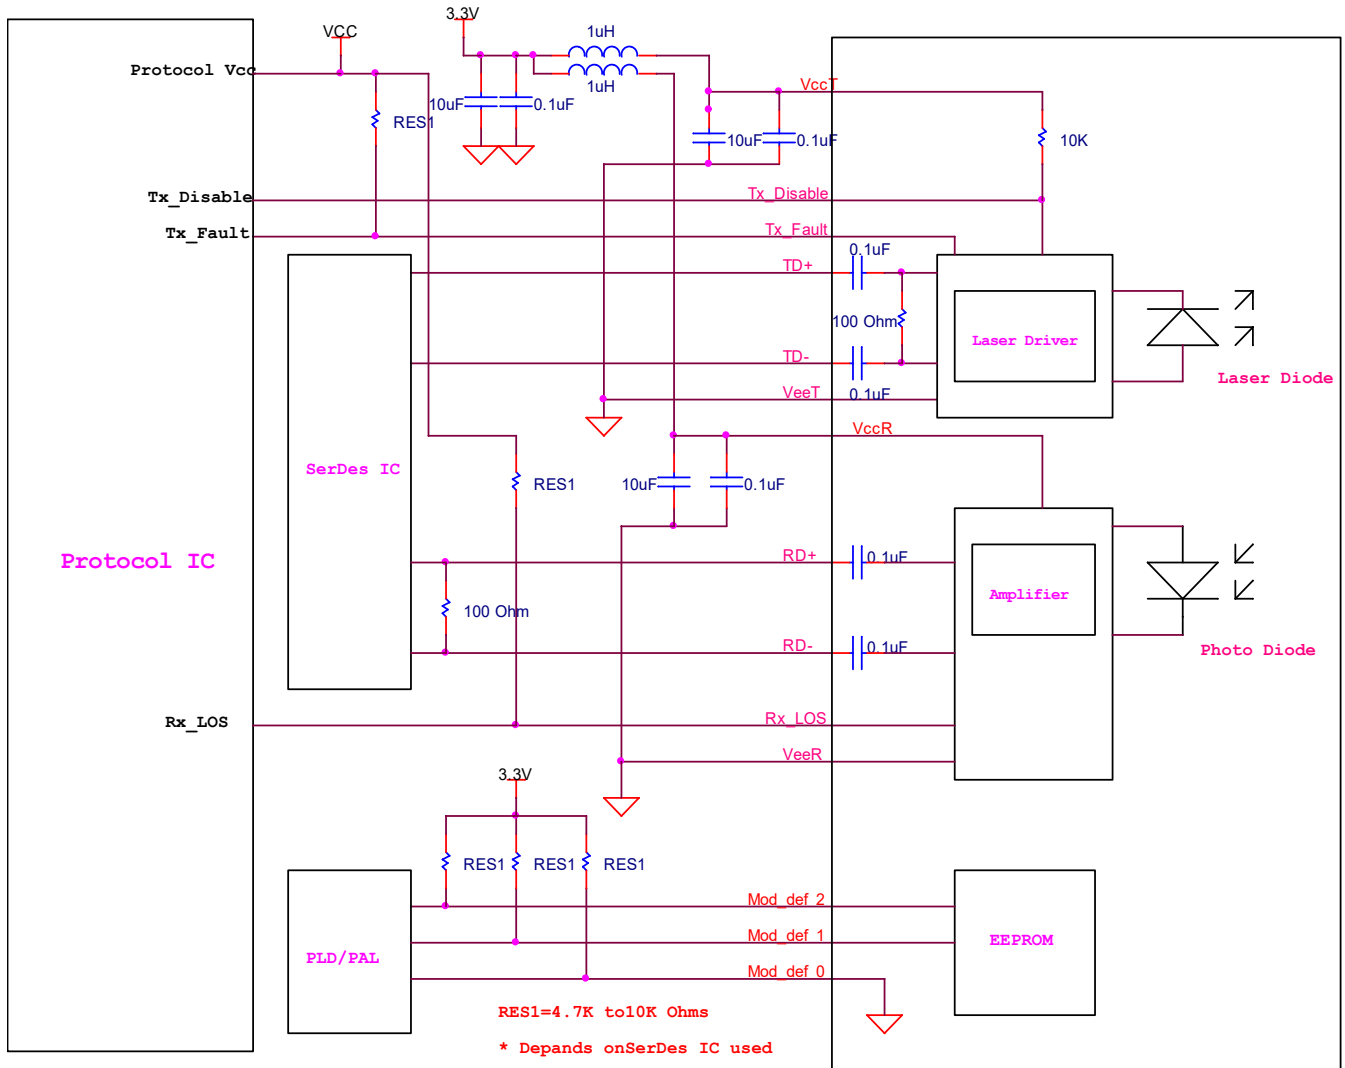 3.3V
VCC
1uH
Protocol Vcc
1uH
VccT
10uF
0.1uF
RES1
10uF
0.1uF
10K
Tx_Disable
Tx_Disable
Tx_Fault
Tx_Fault
0.1uF
TD+
100 Ohm
Laser Driver
TD-
Laser Diode
VeeT
0.1uF
VccR
SerDes IC
RES1
10uF
0.1uF
Protocol IC
RD+
0.1uF
Amplifier
100 Ohm
RD-
0.1uF
Photo Diode
Rx_LOS
Rx_LOS
VeeR
3.3V
RES1
RES1
RES1
Mod_def 2
Mod_def 1
EEPROM
PLD/PAL
Mod_def 0
RES1=4.7K to10K Ohms
* Depands onSerDes IC used